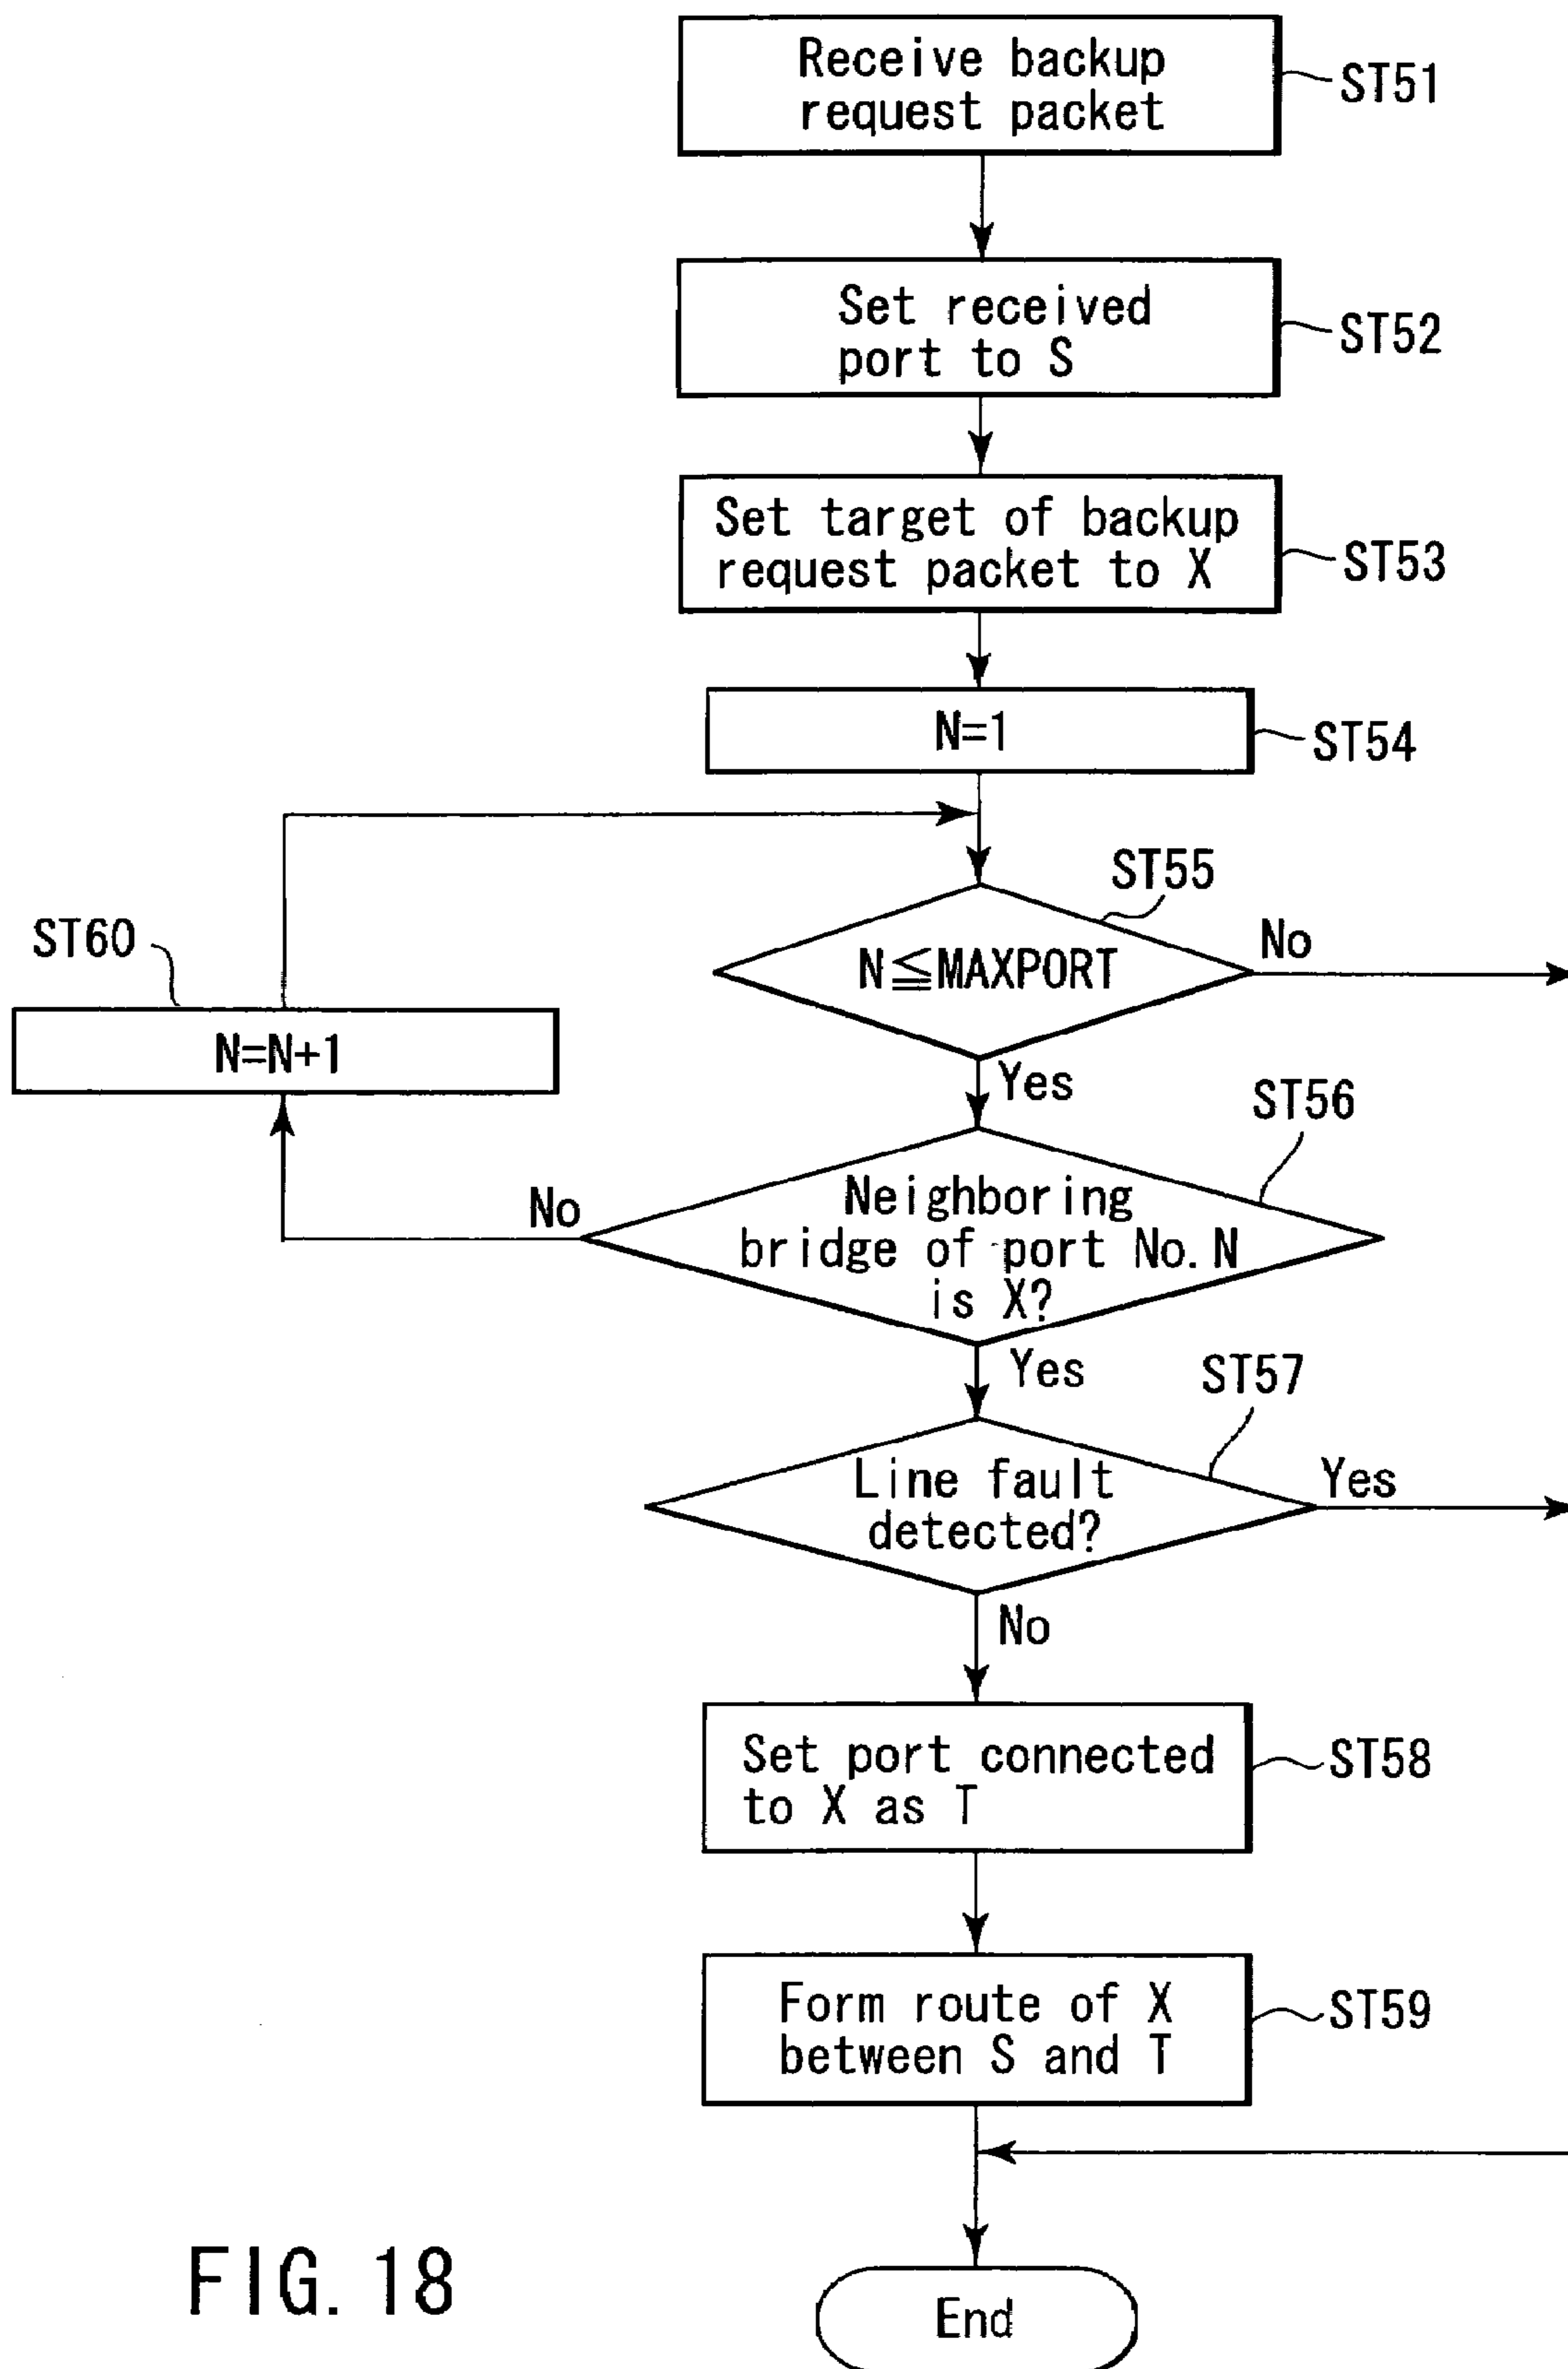 Receive backup
request packet
ST51
Set received
port to S
ST52
Set target of backup
request packet to X
ST53
N=1
ST54
ST55
N≦MAXPORT
No
ST60
N=N+1
Yes
ST56
No
Neighboring
bridge of port No. N
is X?
Yes
ST57
Line fault
detected?
Yes
No
Set port connected
to X as T
ST58
Form route of X
between S and T
ST59
End
FIG. 18